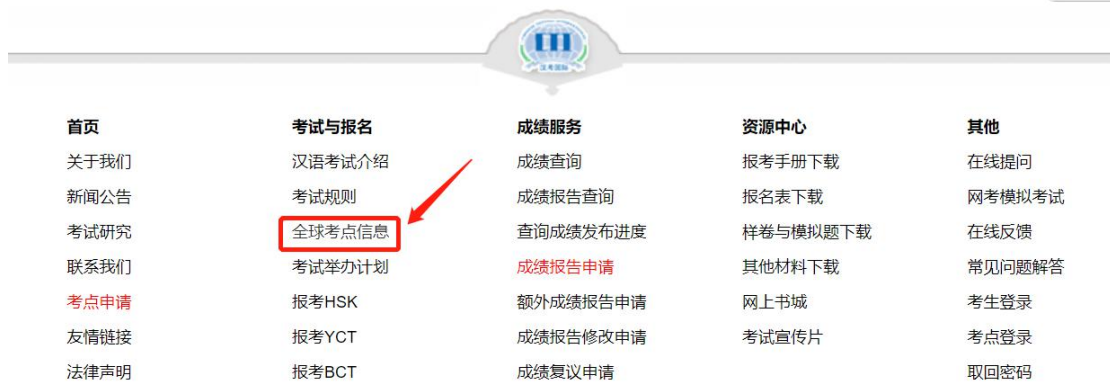 汉考国际
首页
关于我们
新闻公告
考试研究
联系我们
考点申请
友情链接
法律声明
考试与报名
汉语考试介绍
考试规则
全球考点信息
考试举办计划
报考HSK
报考YCT
报考BCT
成绩服务
成绩查询
成绩报告查询
查询成绩发布进度
成绩报告申请
额外成绩报告申请
成绩报告修改申请
成绩复议申请
资源中心
报考手册下载
报名表下载
样卷与模拟题下载
其他材料下载
网上书城
考试宣传片
其他
在线提问
网考模拟考试
在线反馈
常见问题解答
考生登录
考点登录
取回密码